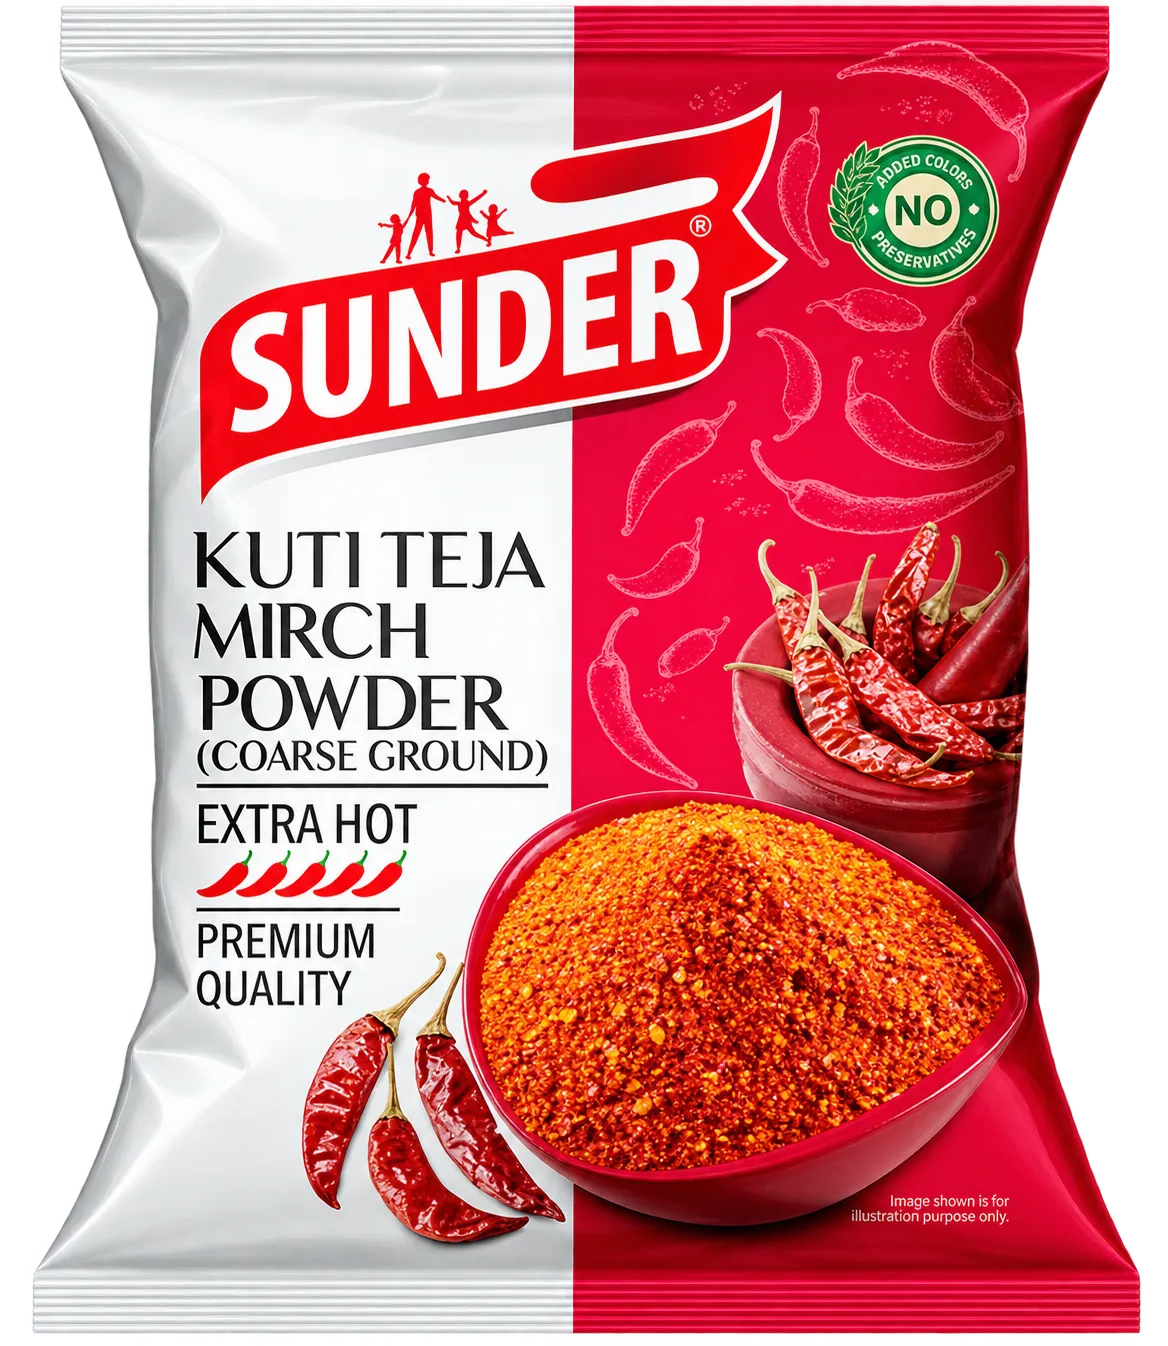 SUNDER®
ADDED COLORS
NO
PRESERVATIVES
KUTI TEJA
MIRCH
POWDER
(COARSE GROUND)
EXTRA HOT
PREMIUM
QUALITY
Image shown is for
illustration purpose only.